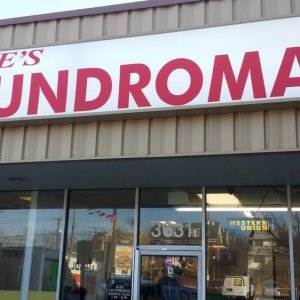 E'S
UNDROMA
3631
WESTERN
UNION